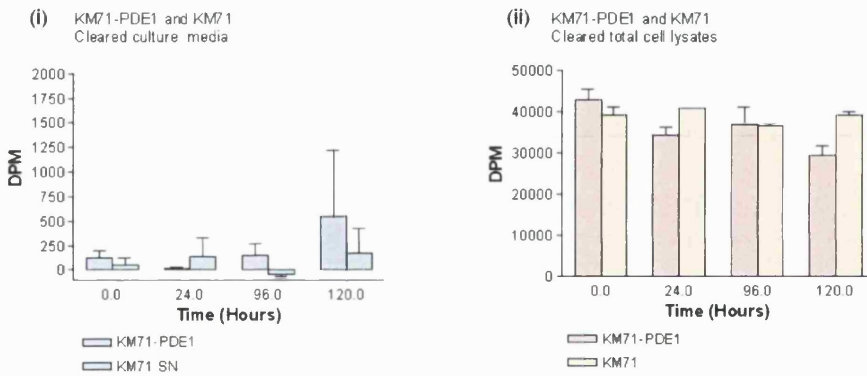 (i) KM71-PDE1 and KM71
Cleared culture media
2000
1750
1500
1250
1000
750
500
250
0
DPM
0.0 24.0 96.0 120.0
Time (Hours)
KM71-PDE1
KM71 SN
(ii) KM71-PDE1 and KM71
Cleared total cell lysates
50000
40000
30000
20000
10000
0
DPM
0.0 24.0 96.0 120.0
Time (Hours)
KM71-PDE1
KM71